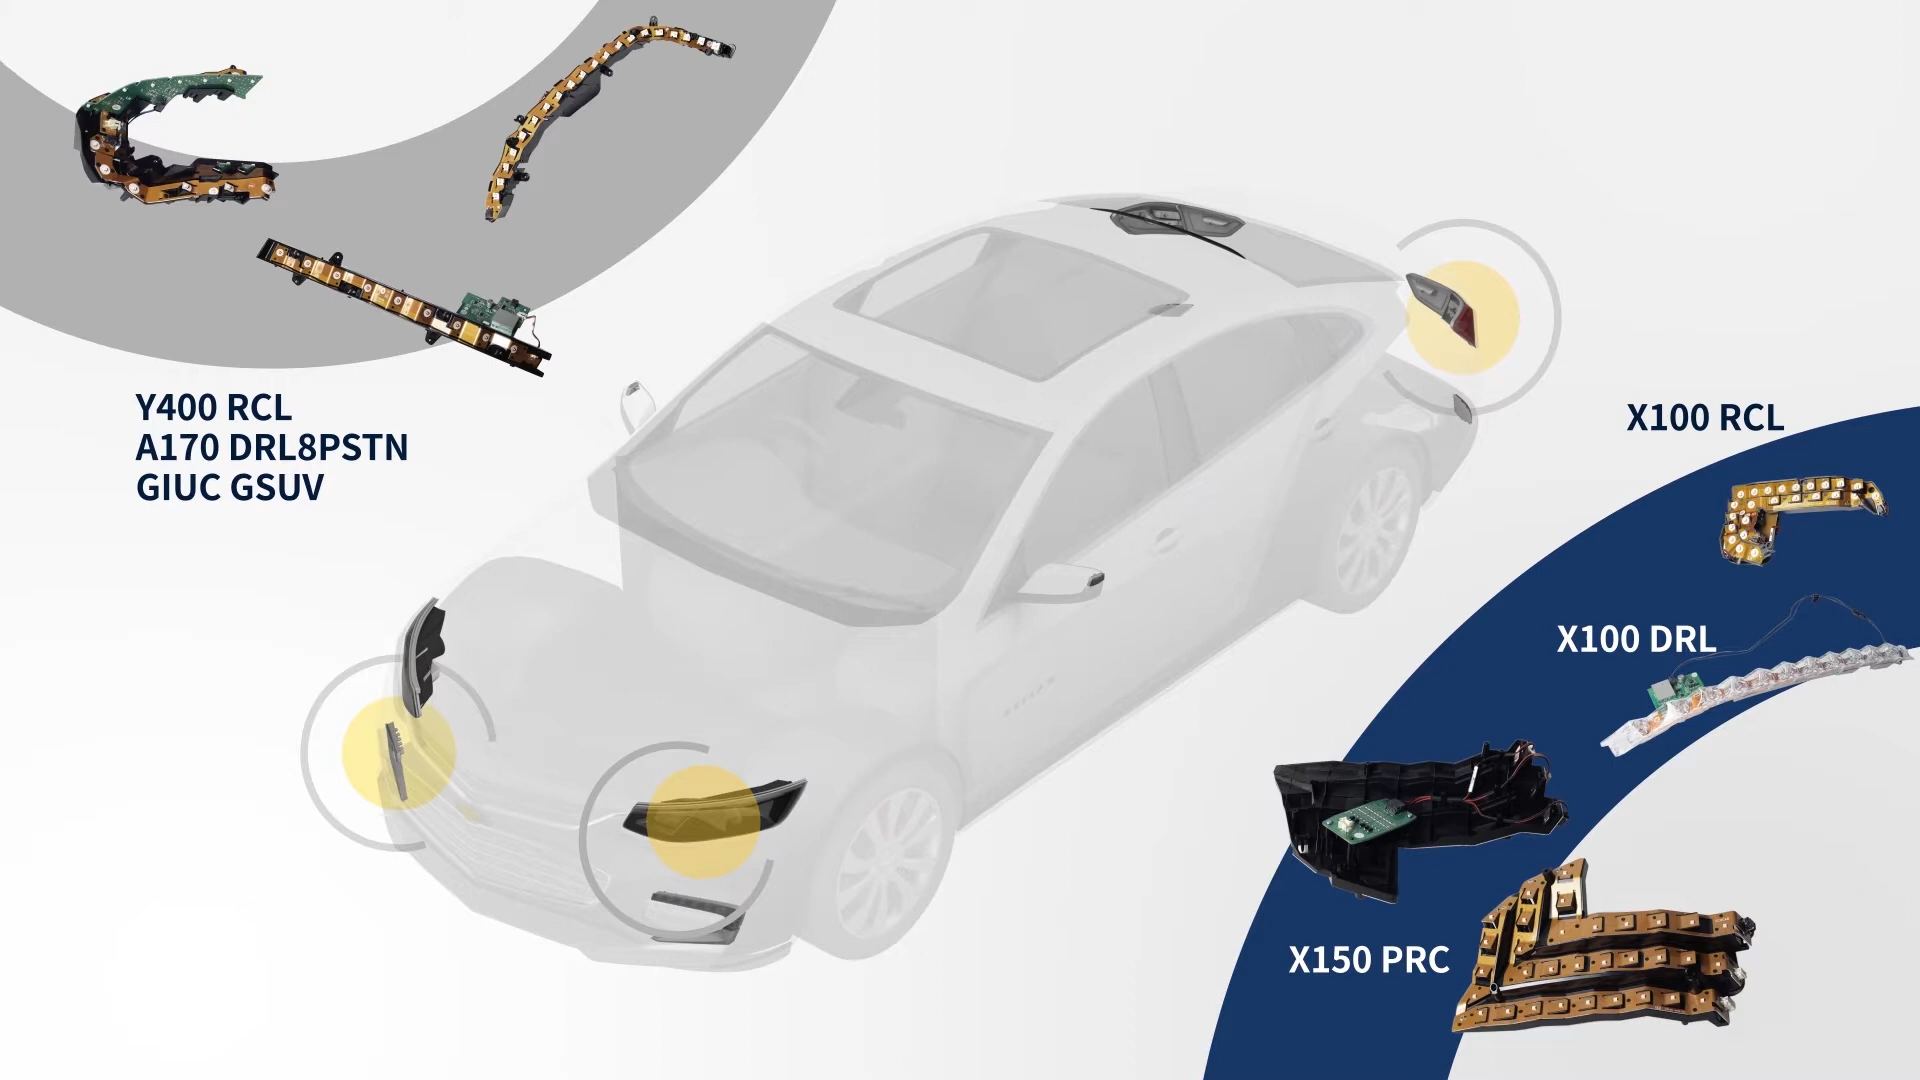 Y400 RCL
A170 DRL8PSTN
GIUC GSUV
X100 RCL
X100 DRL
X150 PRC